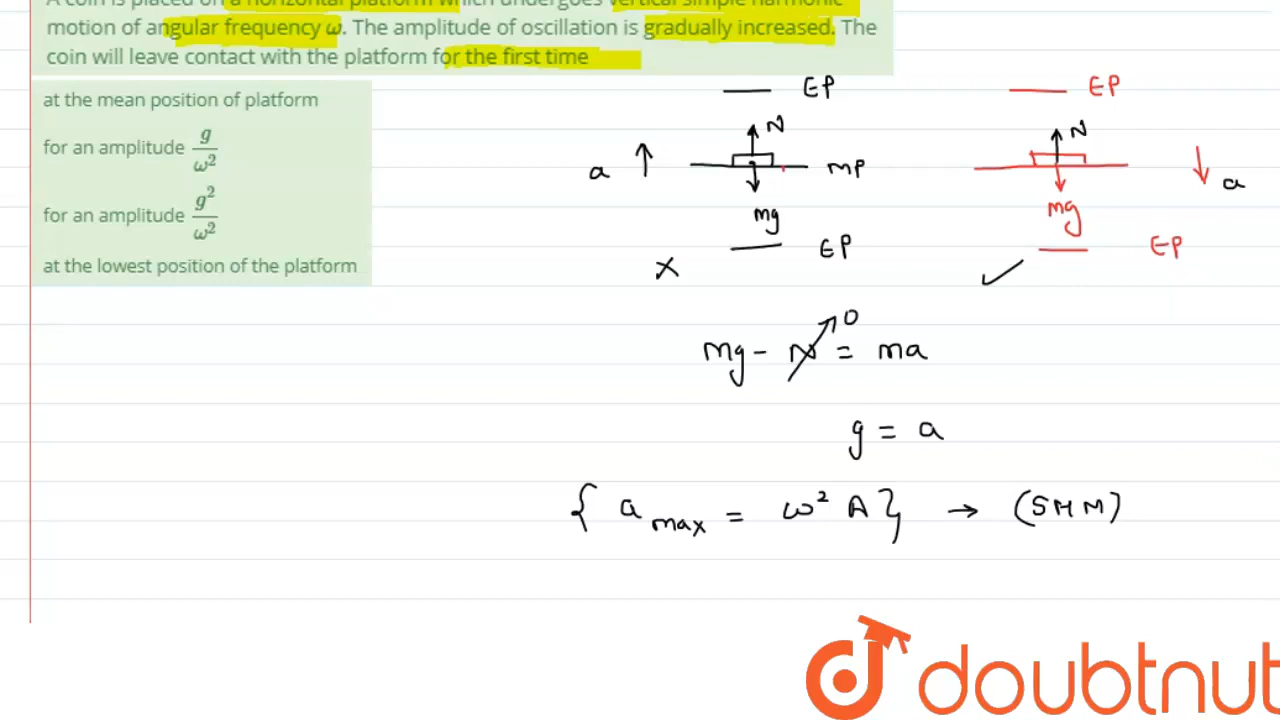 A coin is placed on a horizontal platform which undergoes vertical simple harmonic
motion of angular frequency ω. The amplitude of oscillation is gradually increased. The
coin will leave contact with the platform for the first time
at the mean position of platform
for an amplitude g/ω²
for an amplitude g²/ω²
at the lowest position of the platform
EP
N
a
MP
mg
EP
EP
N
a
mg
EP
mg - N = ma
0
g = a
{ a max = ω² A } → (SHM)
doubtnut